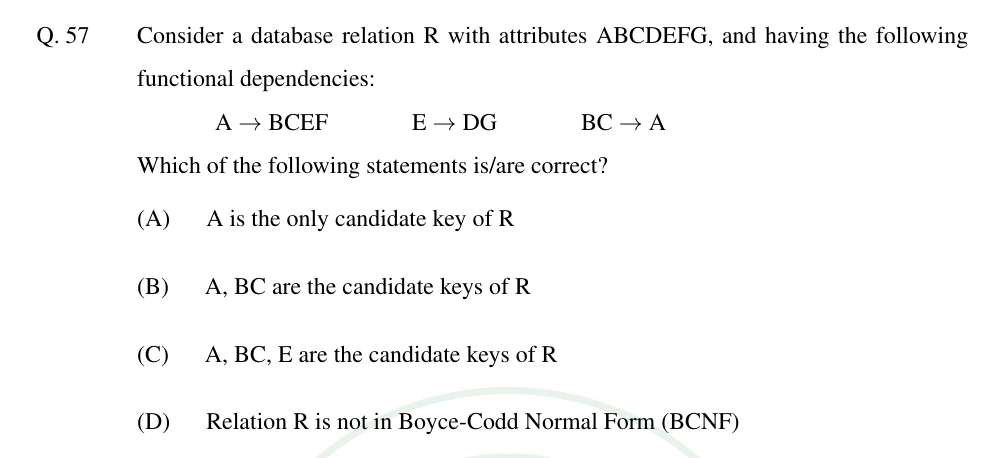 Q. 57 Consider a database relation R with attributes ABCDEFG, and having the following
functional dependencies:
A → BCEF E → DG BC → A
Which of the following statements is/are correct?
(A) A is the only candidate key of R
(B) A, BC are the candidate keys of R
(C) A, BC, E are the candidate keys of R
(D) Relation R is not in Boyce-Codd Normal Form (BCNF)